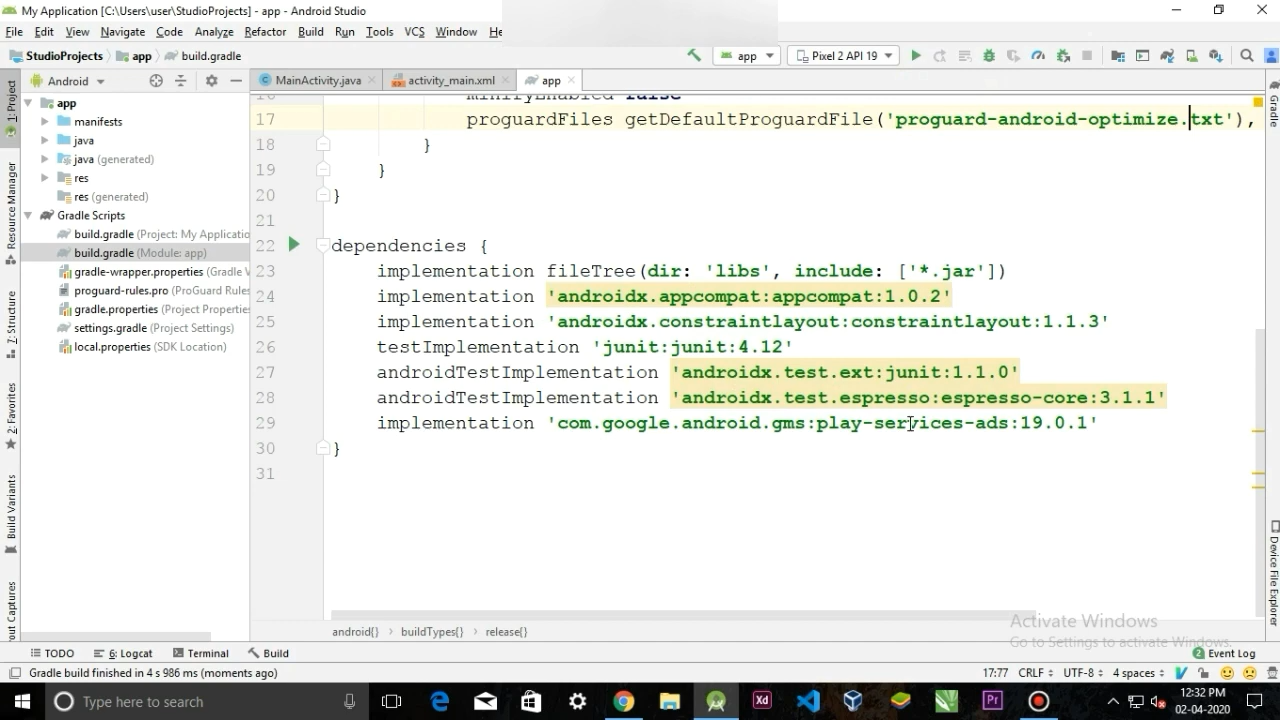 My Application [C:\Users\user\StudioProjects] - app - Android Studio
File Edit View Navigate Code Analyze Refactor Build Run Tools VCS Window
StudioProjects app build.gradle app Pixel 2 API 19
Android MainActivity.java activity_main.xml app
1: Project
Resource Manager
Z: Structure
2: Favorites
Build Variants
Gradle
Device File Explorer
app
manifests
java
java (generated)
res
res (generated)
Gradle Scripts
build.gradle (Project: My Applicatio
build.gradle (Module: app)
gradle-wrapper.properties (Gradle
proguard-rules.pro (ProGuard Rules
gradle.properties (Project Properties
settings.gradle (Project Settings)
local.properties (SDK Location)
16 minifyEnabled false
17 proguardFiles getDefaultProguardFile('proguard-android-optimize.txt'),
18 }
19 }
20 }
21
22 dependencies {
23 implementation fileTree(dir: 'libs', include: ['*.jar'])
24 implementation 'androidx.appcompat:appcompat:1.0.2'
25 implementation 'androidx.constraintlayout:constraintlayout:1.1.3'
26 testImplementation 'junit:junit:4.12'
27 androidTestImplementation 'androidx.test.ext:junit:1.1.0'
28 androidTestImplementation 'androidx.test.espresso:espresso-core:3.1.1'
29 implementation 'com.google.android.gms:play-services-ads:19.0.1'
30 }
31
Activate Windows
Go to Settings to activate Windows.
android{} › buildTypes{} › release{}
TODO 6: Logcat Terminal Build 2 Event Log
Gradle build finished in 4 s 986 ms (moments ago) 17:77 CRLF UTF-8 4 spaces
Type here to search
Xd
Pr
12:32 PM
02-04-2020